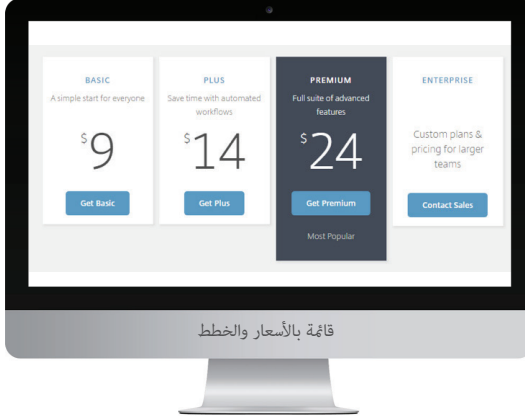 BASIC
A simple start for everyone
$9
Get Basic
PLUS
Save time with automated
workflows
$14
Get Plus
PREMIUM
Full suite of advanced
features
$24
Get Premium
Most Popular
ENTERPRISE
Custom plans &
pricing for larger
teams
Contact Sales
قائمة بالأسعار والخطط